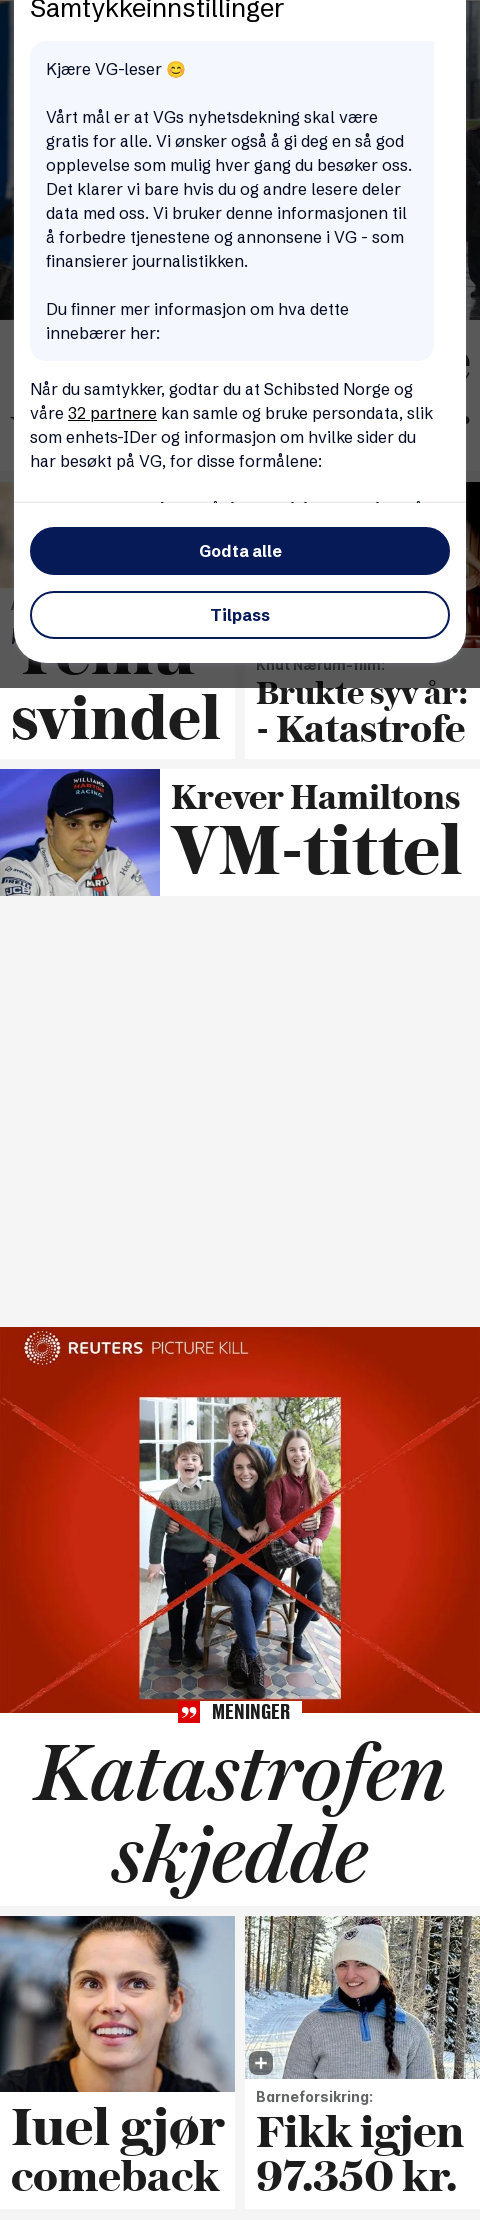 Samtykkeinnstillinger
Kjære VG-leser 😊
Vårt mål er at VGs nyhetsdekning skal være
gratis for alle. Vi ønsker også å gi deg en så god
opplevelse som mulig hver gang du besøker oss.
Det klarer vi bare hvis du og andre lesere deler
data med oss. Vi bruker denne informasjonen til
å forbedre tjenestene og annonsene i VG - som
finansierer journalistikken.
Du finner mer informasjon om hva dette
innebærer her:
Når du samtykker, godtar du at Schibsted Norge og
våre 32 partnere kan samle og bruke persondata, slik
som enhets-IDer og informasjon om hvilke sider du
har besøkt på VG, for disse formålene:
Godta alle
Tilpass
svindel
Knut Nærum-film:
Brukte syv år:
- Katastrofe
WILLIAMS
MARTINI
RACING
Krever Hamiltons
VM-tittel
REUTERS PICTURE KILL
MENINGER
Katastrofen
skjedde
Iuel gjør
comeback
Barneforsikring:
Fikk igjen
97.350 kr.